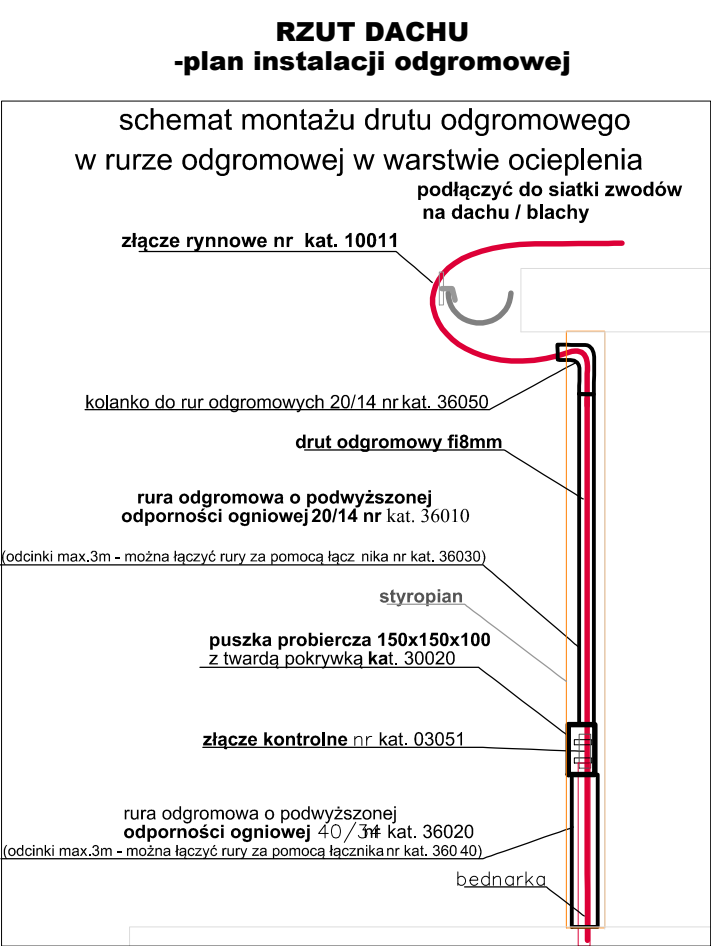 RZUT DACHU
-plan instalacji odgromowej
schemat montażu drutu odgromowego
w rurze odgromowej w warstwie ocieplenia
podłączyć do siatki zwodów
na dachu / blachy
złącze rynnowe nr kat. 10011
kolanko do rur odgromowych 20/14 nr kat. 36050
drut odgromowy fi8mm
rura odgromowa o podwyższonej
odporności ogniowej 20/14 nr kat. 36010
(odcinki max.3m - można łączyć rury za pomocą łącz nika nr kat. 36030)
styropian
puszka probiercza 150x150x100
z twardą pokrywką kat. 30020
złącze kontrolne nr kat. 03051
rura odgromowa o podwyższonej
odporności ogniowej 40/34 nr kat. 36020
(odcinki max.3m - można łączyć rury za pomocą łącznika nr kat. 360 40)
bednarka